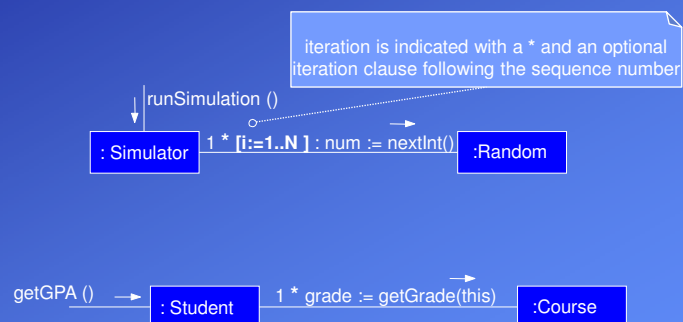 iteration is indicated with a * and an optional
iteration clause following the sequence number
runSimulation ()
: Simulator
1 * [i:=1..N ] : num := nextInt()
:Random
getGPA ()
: Student
1 * grade := getGrade(this)
:Course